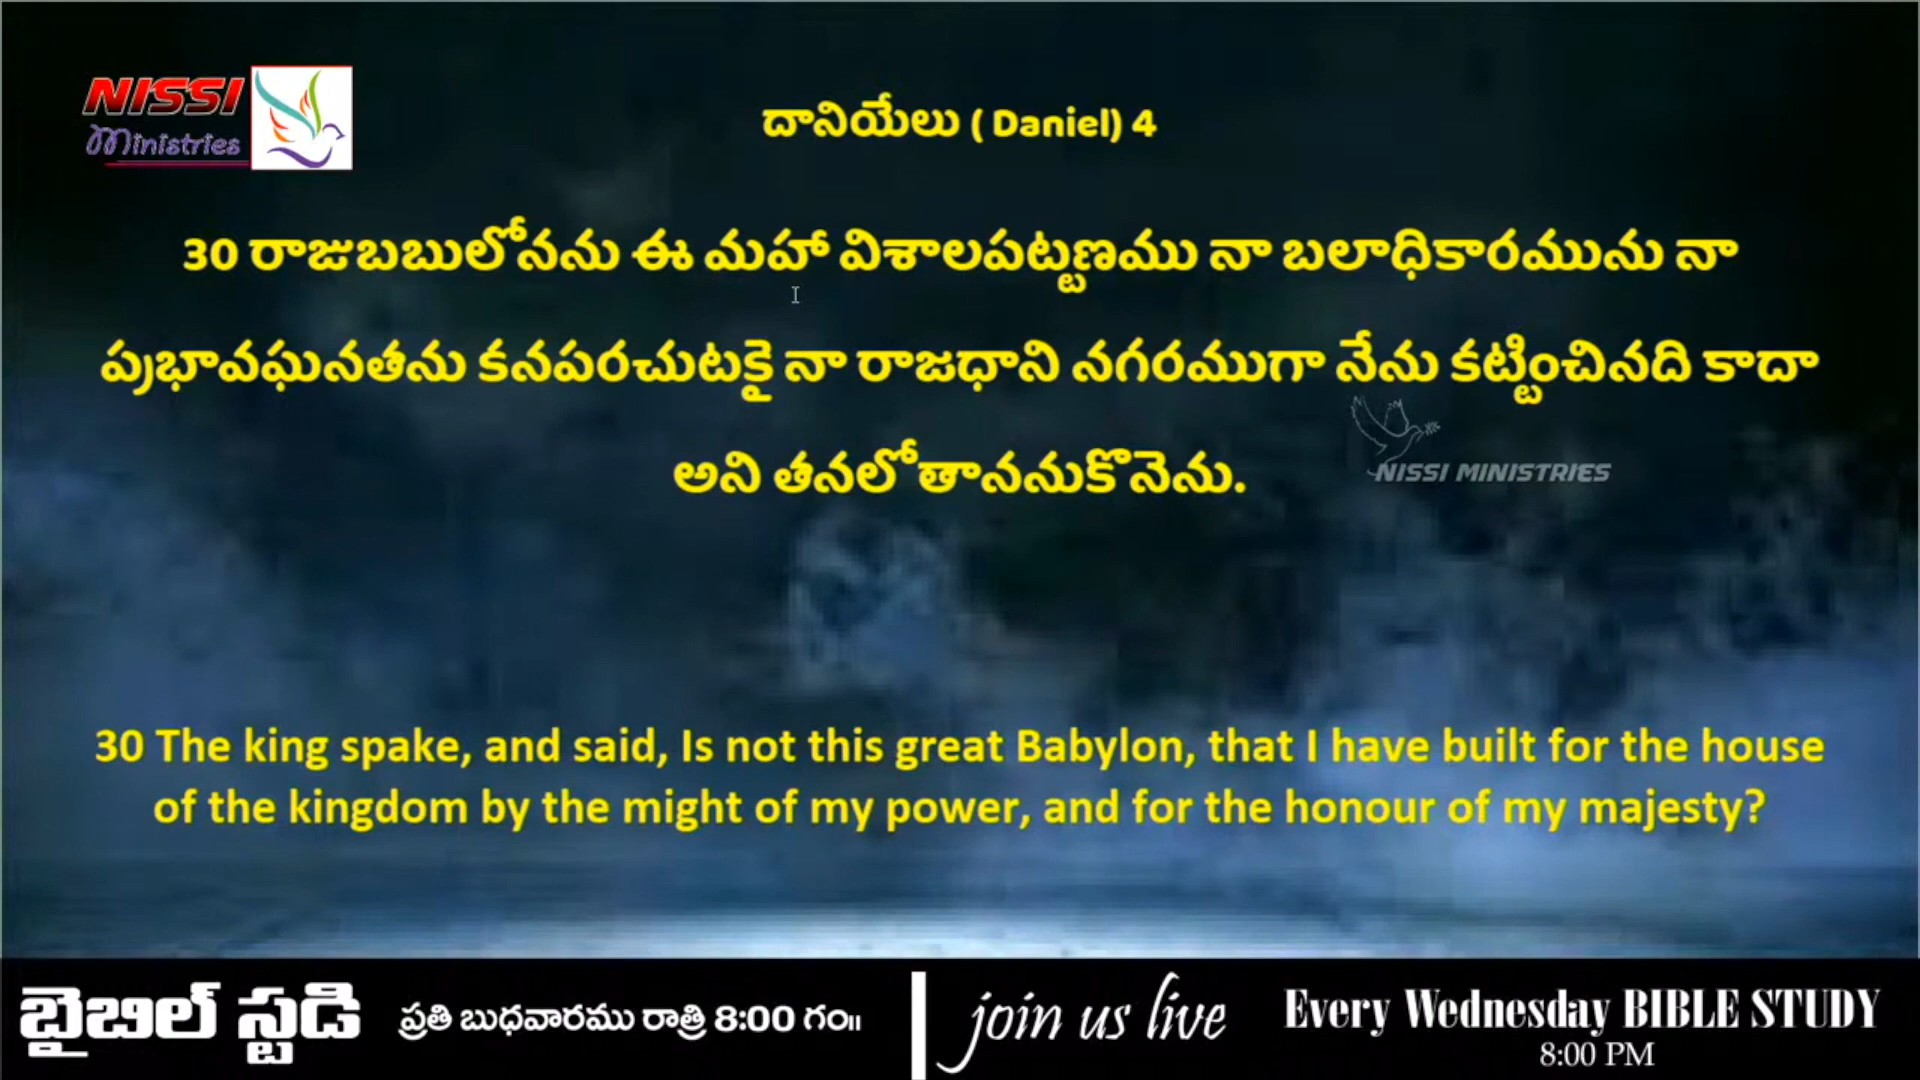 NISSI
Ministries
దానియేలు ( Daniel) 4
30 రాజుబబులోనను ఈ మహా విశాలపట్టణము నా బలాధికారమును నా
ప్రభావఘనతను కనపరచుటకై నా రాజధాని నగరముగా నేను కట్టించినది కాదా
అని తనలోతాననుకొనెను.
NISSI MINISTRIES
30 The king spake, and said, Is not this great Babylon, that I have built for the house
of the kingdom by the might of my power, and for the honour of my majesty?
బైబిల్ స్టడి ప్రతి బుధవారము రాత్రి 8:00 గం॥
join us live Every Wednesday BIBLE STUDY
8:00 PM